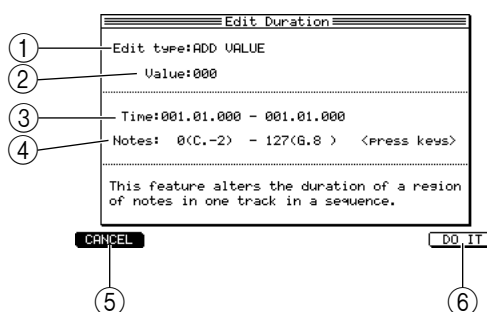 Edit Duration
1 Edit type:ADD VALUE
2 Value:000
3 Time:001.01.000 - 001.01.000
4 Notes: 0(C.-2) - 127(G.8 ) <press keys>
This feature alters the duration of a region
of notes in one track in a sequence.
CANCEL DO IT
5 6